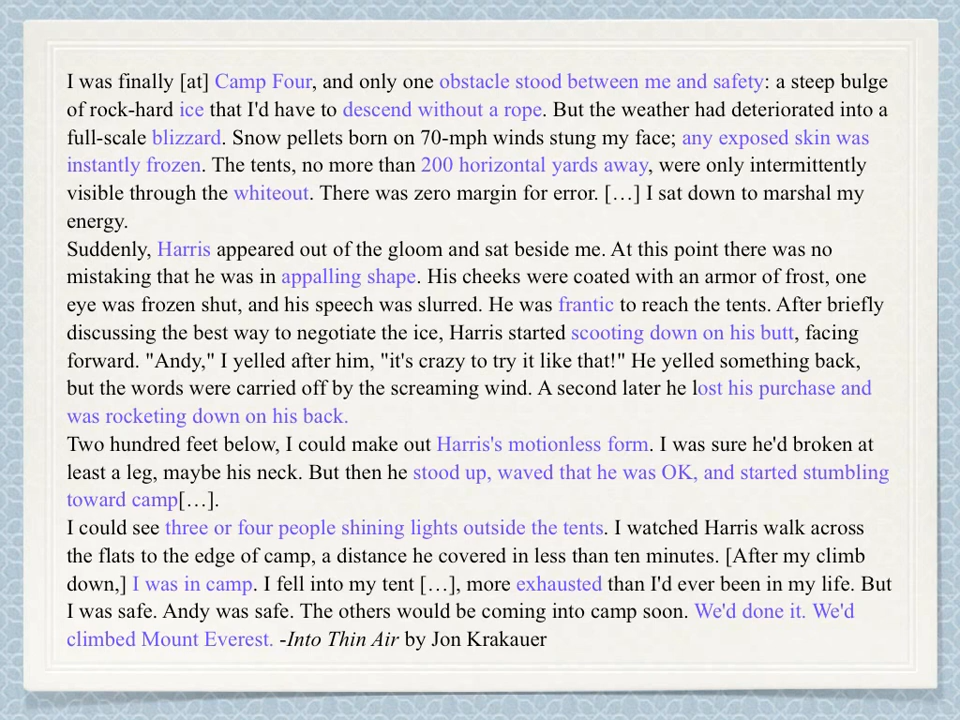 I was finally [at] Camp Four, and only one obstacle stood between me and safety: a steep bulge
of rock-hard ice that I'd have to descend without a rope. But the weather had deteriorated into a
full-scale blizzard. Snow pellets born on 70-mph winds stung my face; any exposed skin was
instantly frozen. The tents, no more than 200 horizontal yards away, were only intermittently
visible through the whiteout. There was zero margin for error. […] I sat down to marshal my
energy.
Suddenly, Harris appeared out of the gloom and sat beside me. At this point there was no
mistaking that he was in appalling shape. His cheeks were coated with an armor of frost, one
eye was frozen shut, and his speech was slurred. He was frantic to reach the tents. After briefly
discussing the best way to negotiate the ice, Harris started scooting down on his butt, facing
forward. "Andy," I yelled after him, "it's crazy to try it like that!" He yelled something back,
but the words were carried off by the screaming wind. A second later he lost his purchase and
was rocketing down on his back.
Two hundred feet below, I could make out Harris's motionless form. I was sure he'd broken at
least a leg, maybe his neck. But then he stood up, waved that he was OK, and started stumbling
toward camp[…].
I could see three or four people shining lights outside the tents. I watched Harris walk across
the flats to the edge of camp, a distance he covered in less than ten minutes. [After my climb
down,] I was in camp. I fell into my tent […], more exhausted than I'd ever been in my life. But
I was safe. Andy was safe. The others would be coming into camp soon. We'd done it. We'd
climbed Mount Everest. -Into Thin Air by Jon Krakauer